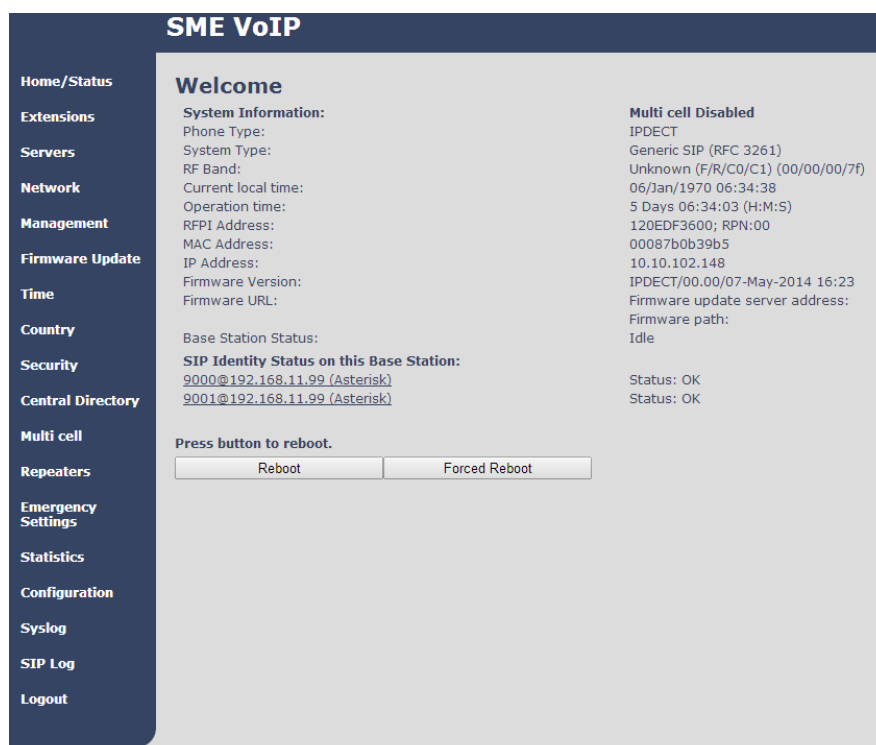 SME VoIP
Home/Status
Extensions
Servers
Network
Management
Firmware Update
Time
Country
Security
Central Directory
Multi cell
Repeaters
Emergency
Settings
Statistics
Configuration
Syslog
SIP Log
Logout
Welcome
System Information: Multi cell Disabled
Phone Type: IPDECT
System Type: Generic SIP (RFC 3261)
RF Band: Unknown (F/R/C0/C1) (00/00/00/7f)
Current local time: 06/Jan/1970 06:34:38
Operation time: 5 Days 06:34:03 (H:M:S)
RFPI Address: 120EDF3600; RPN:00
MAC Address: 00087b0b39b5
IP Address: 10.10.102.148
Firmware Version: IPDECT/00.00/07-May-2014 16:23
Firmware URL: Firmware update server address:
Firmware path:
Base Station Status: Idle
SIP Identity Status on this Base Station:
9000@192.168.11.99 (Asterisk) Status: OK
9001@192.168.11.99 (Asterisk) Status: OK
Press button to reboot.
Reboot Forced Reboot